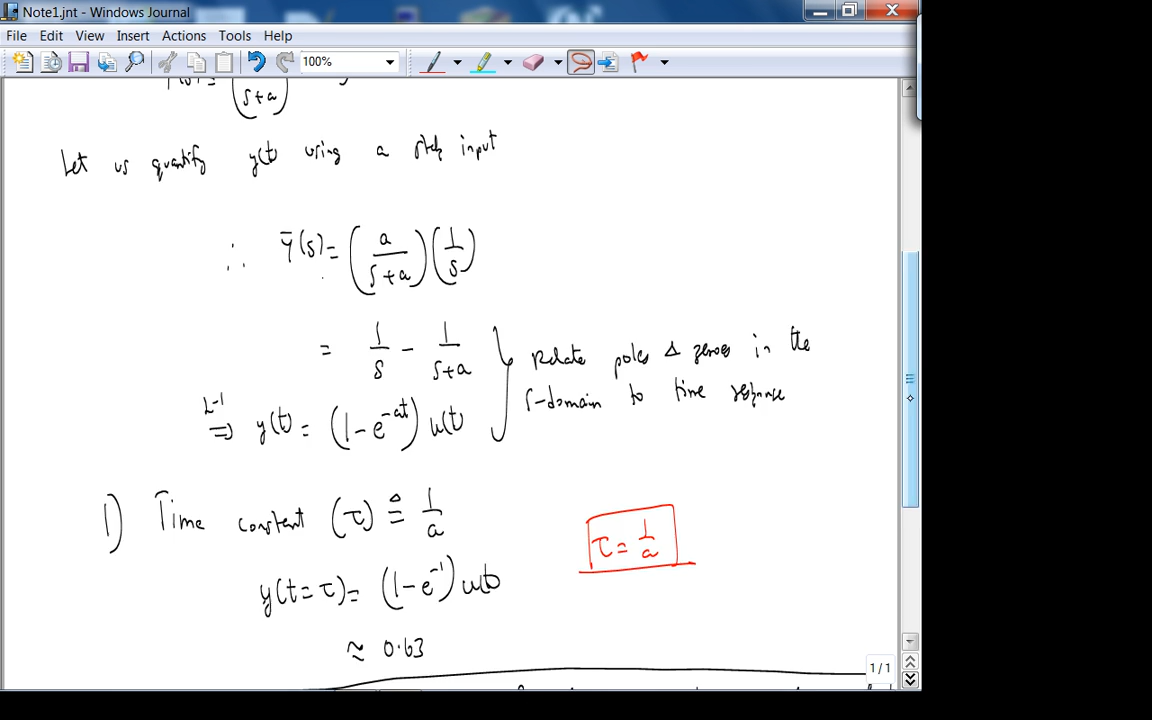 Note1.jnt - Windows Journal
File Edit View Insert Actions Tools Help
100%
(s+a)
Let us quantify y(t) using a step input
∴ Ȳ(s) = (a/(s+a)) (1/s)
= 1/s - 1/(s+a)
Relate poles & zeroes in the
s-domain to time response
L-1
⇒ y(t) = (1-e^-at) u(t)
1) Time constant (τ) ≜ 1/a
τ = 1/a
y(t=τ) = (1-e^-1) u(t)
≈ 0.63
1 / 1